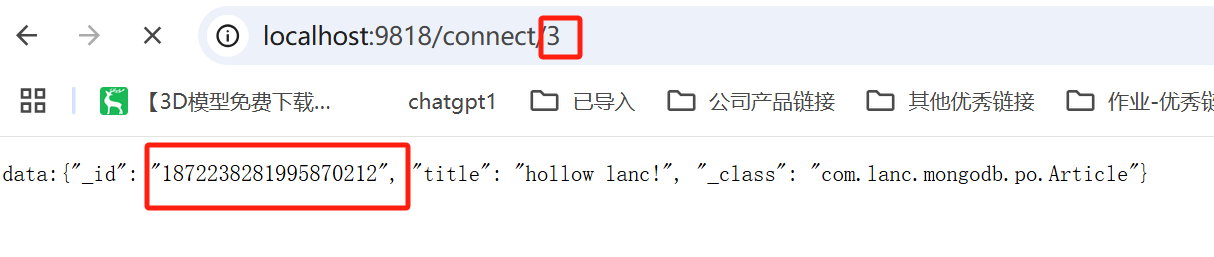 localhost:9818/connect/3
【3D模型免费下载... chatgpt1 已导入 公司产品链接 其他优秀链接 作业-优秀链
data:{"_id": "1872238281995870212", "title": "hollow lanc!", "_class": "com.lanc.mongodb.po.Article"}